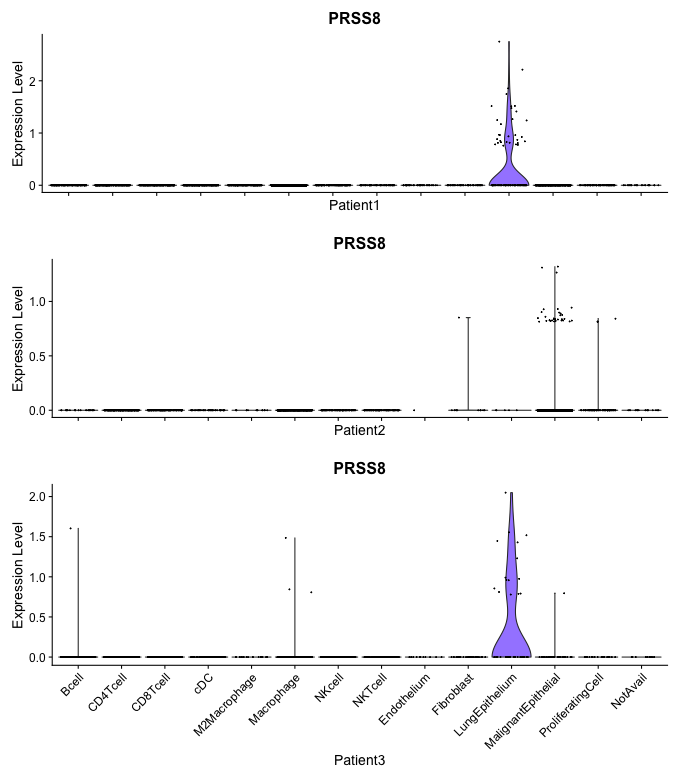 PRSS8
Expression Level
2
1
0
Patient1
PRSS8
Expression Level
1.0
0.5
0.0
Patient2
PRSS8
Expression Level
2.0
1.5
1.0
0.5
0.0
Bcell
CD4Tcell
CD8Tcell
cDC
M2Macrophage
Macrophage
NKcell
NKTcell
Endothelium
Fibroblast
LungEpithelium
MalignantEpithelial
ProliferatingCell
NotAvail
Patient3